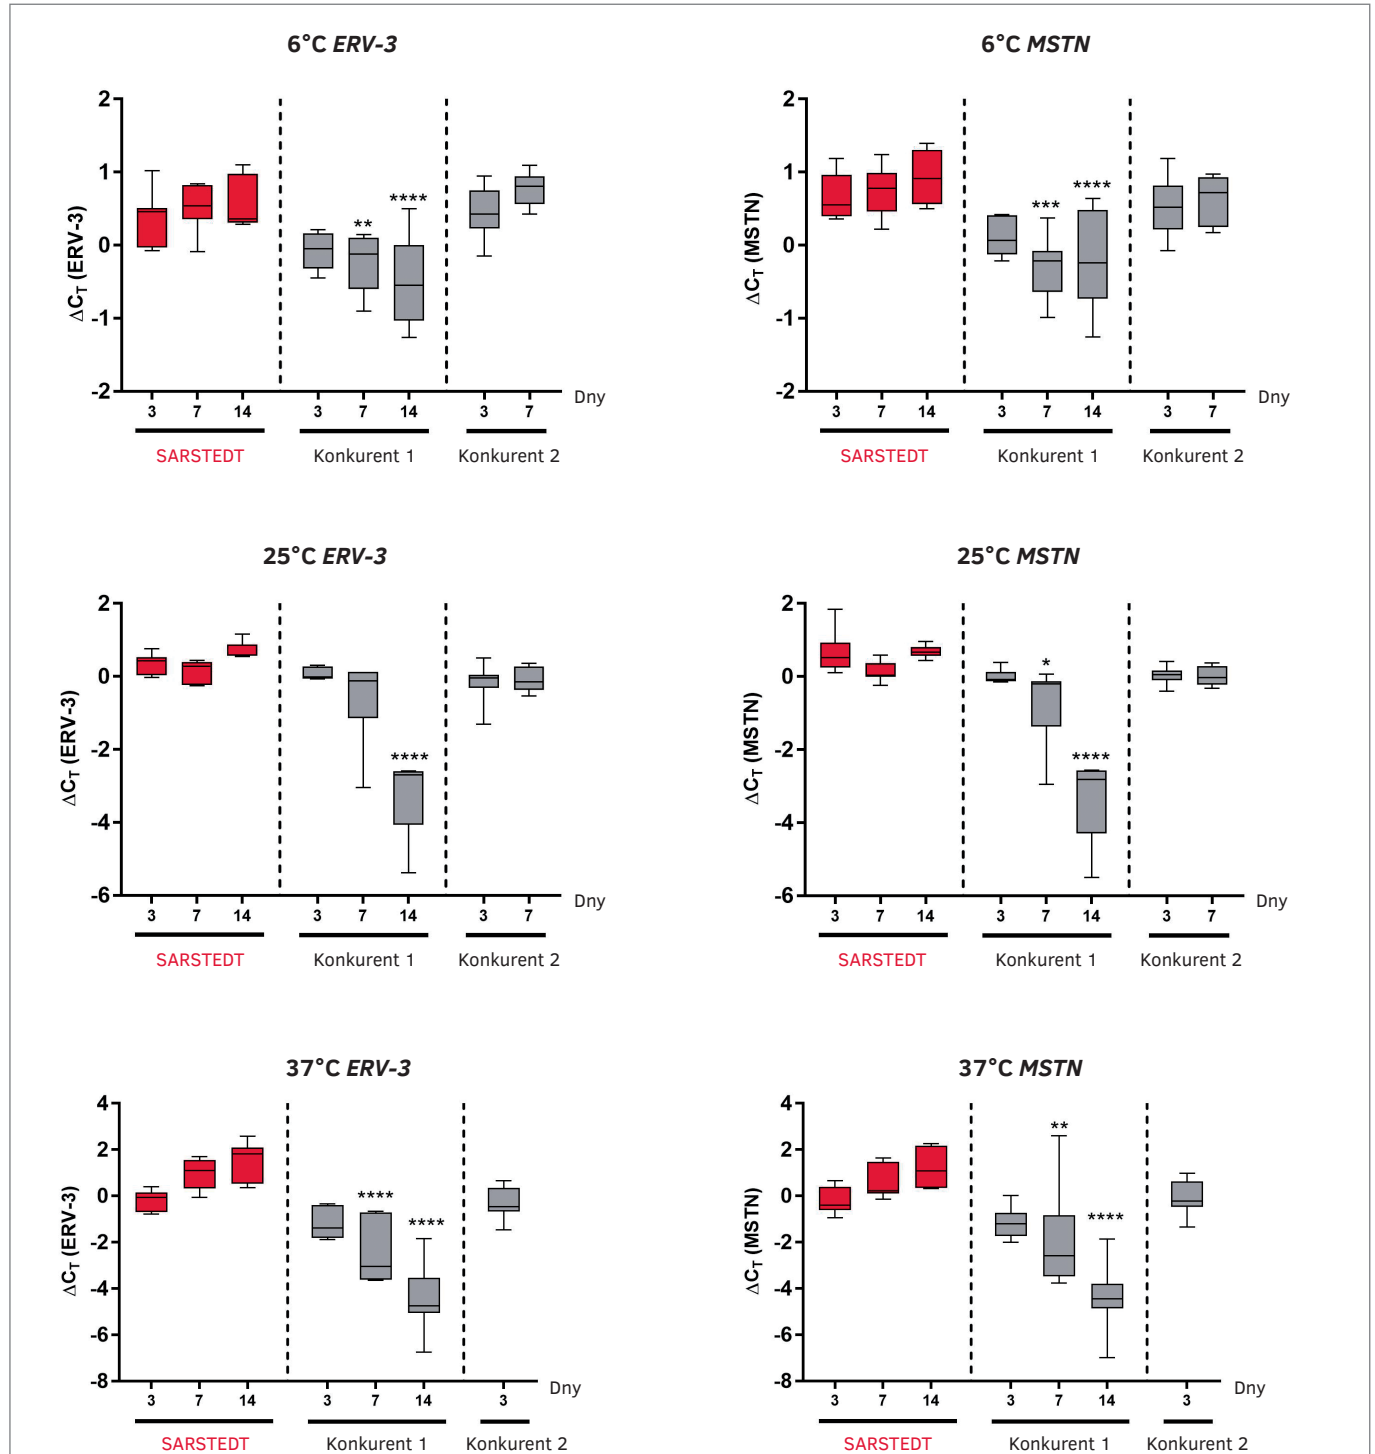 6°C ERV-3
ΔC_T (ERV-3)
2
1
0
-1
-2
** ****
3 7 14 3 7 14 3 7 Dny
SARSTEDT Konkurent 1 Konkurent 2
6°C MSTN
ΔC_T (MSTN)
2
1
0
-1
-2
*** ****
3 7 14 3 7 14 3 7
SARSTEDT Konkurent 1 Konkurent 2
25°C ERV-3
ΔC_T (ERV-3)
2
0
-2
-4
-6
****
3 7 14 3 7 14 3 7 Dny
SARSTEDT Konkurent 1 Konkurent 2
25°C MSTN
ΔC_T (MSTN)
2
0
-2
-4
-6
* ****
3 7 14 3 7 14 3 7 Dny
SARSTEDT Konkurent 1 Konkurent 2
37°C ERV-3
ΔC_T (ERV-3)
4
2
0
-2
-4
-6
-8
**** ****
3 7 14 3 7 14 3 Dny
SARSTEDT Konkurent 1 Konkurent 2
37°C MSTN
ΔC_T (MSTN)
4
2
0
-2
-4
-6
-8
** ****
3 7 14 3 7 14 3 Dny
SARSTEDT Konkurent 1 Konkurent 2